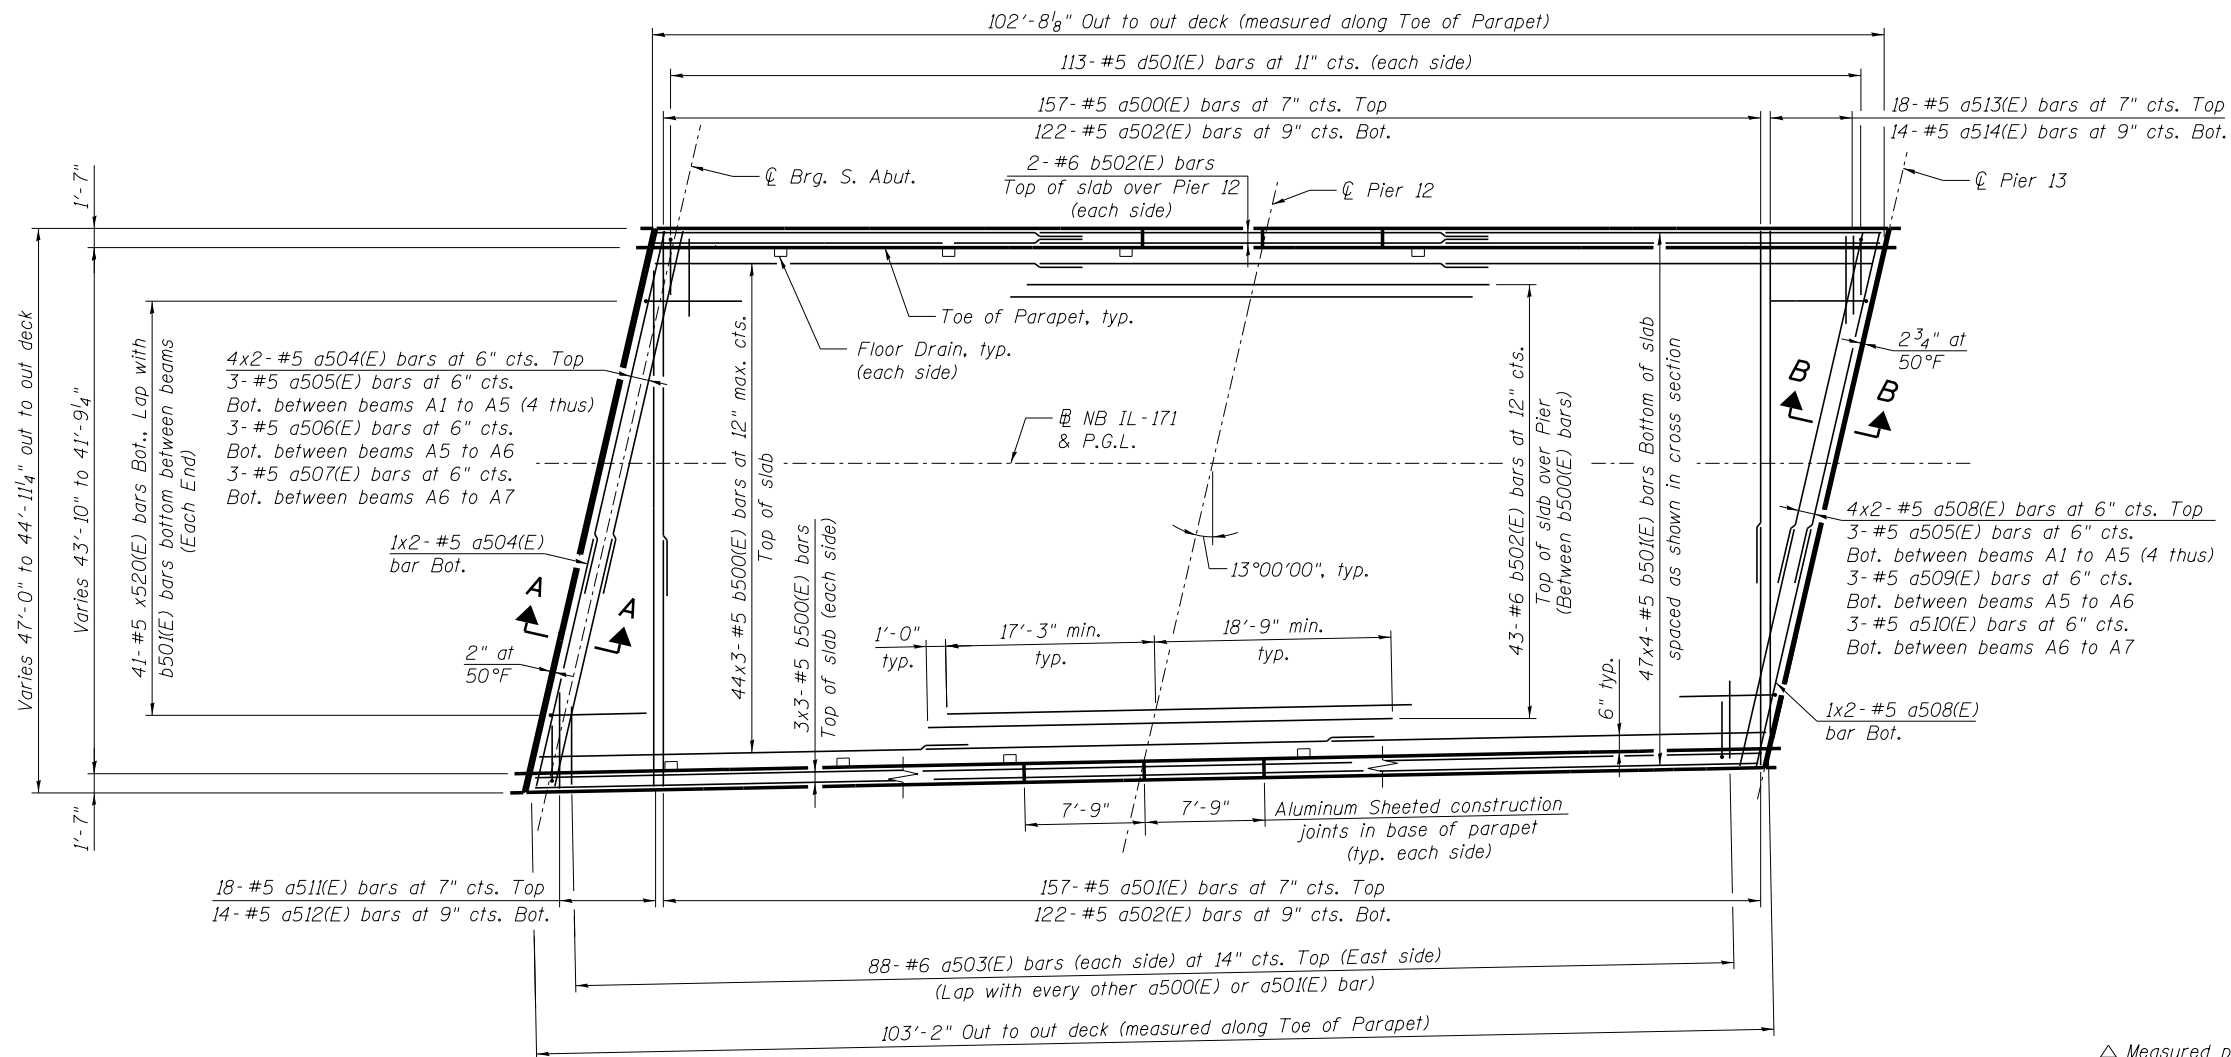 102'-8 1/8" Out to out deck (measured along Toe of Parapet)
113- #5 d501(E) bars at 11" cts. (each side)
157- #5 a500(E) bars at 7" cts. Top
122- #5 a502(E) bars at 9" cts. Bot.
18- #5 a513(E) bars at 7" cts. Top
14- #5 a514(E) bars at 9" cts. Bot.
2- #6 b502(E) bars
Top of slab over Pier 12
(each side)
℄ Brg. S. Abut.
℄ Pier 12
℄ Pier 13
1'-7"
Varies 47'-0" to 44'-11 1/4" out to out deck
Varies 43'-10" to 41'-9 1/4"
1'-7"
41- #5 x520(E) bars Bot., Lap with
b501(E) bars bottom between beams
(Each End)
4x2- #5 a504(E) bars at 6" cts. Top
3- #5 a505(E) bars at 6" cts.
Bot. between beams A1 to A5 (4 thus)
3- #5 a506(E) bars at 6" cts.
Bot. between beams A5 to A6
3- #5 a507(E) bars at 6" cts.
Bot. between beams A6 to A7
1x2- #5 a504(E)
bar Bot.
A
A
2" at
50°F
Toe of Parapet, typ.
Floor Drain, typ.
(each side)
44x3- #5 b500(E) bars at 12" max. cts.
Top of slab
3x3- #5 b500(E) bars
Top of slab (each side)
℄ NB IL-171
& P.G.L.
13°00'00", typ.
1'-0"
typ.
17'-3" min.
typ.
18'-9" min.
typ.
43- #6 b502(E) bars at 12" cts.
Top of slab over Pier
(Between b500(E) bars)
6" typ.
47x4- #5 b501(E) bars Bottom of slab
spaced as shown in cross section
2 3/4" at
50°F
B
B
4x2- #5 a508(E) bars at 6" cts. Top
3- #5 a505(E) bars at 6" cts.
Bot. between beams A1 to A5 (4 thus)
3- #5 a509(E) bars at 6" cts.
Bot. between beams A5 to A6
3- #5 a510(E) bars at 6" cts.
Bot. between beams A6 to A7
1x2- #5 a508(E)
bar Bot.
7'-9"
7'-9"
Aluminum Sheeted construction
joints in base of parapet
(typ. each side)
18- #5 a511(E) bars at 7" cts. Top
14- #5 a512(E) bars at 9" cts. Bot.
157- #5 a501(E) bars at 7" cts. Top
122- #5 a502(E) bars at 9" cts. Bot.
88- #6 a503(E) bars (each side) at 14" cts. Top (East side)
(Lap with every other a500(E) or a501(E) bar)
103'-2" Out to out deck (measured along Toe of Parapet)
△ Measured p